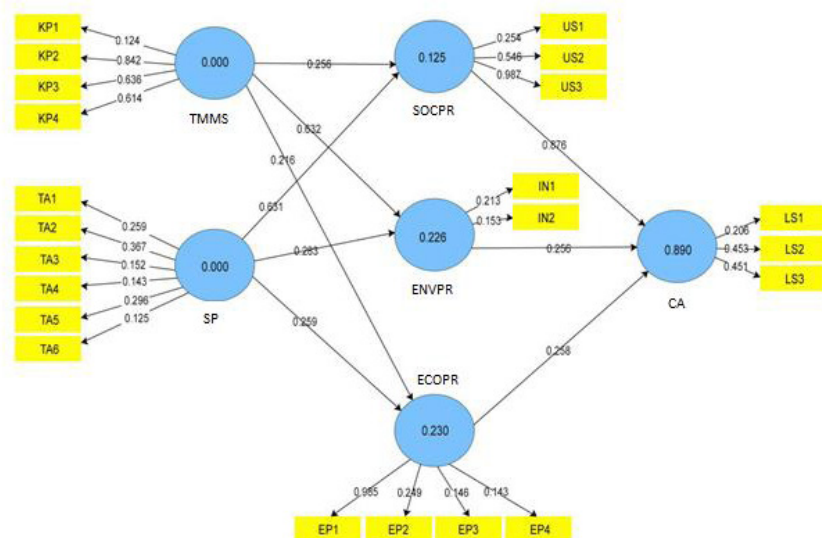 KP1
KP2
KP3
KP4
0.124
0.842
0.636
0.614
0.000
TMMS
0.256
0.632
0.216
0.125
SOCPR
0.254
0.546
0.987
US1
US2
US3
TA1
TA2
TA3
TA4
TA5
TA6
0.259
0.367
0.152
0.143
0.296
0.125
0.000
SP
0.631
0.263
0.259
0.226
ENVPR
0.213
0.153
IN1
IN2
0.876
0.256
0.258
0.890
CA
0.206
0.453
0.451
LS1
LS2
LS3
ECOPR
0.230
0.985
0.249
0.146
0.143
EP1
EP2
EP3
EP4